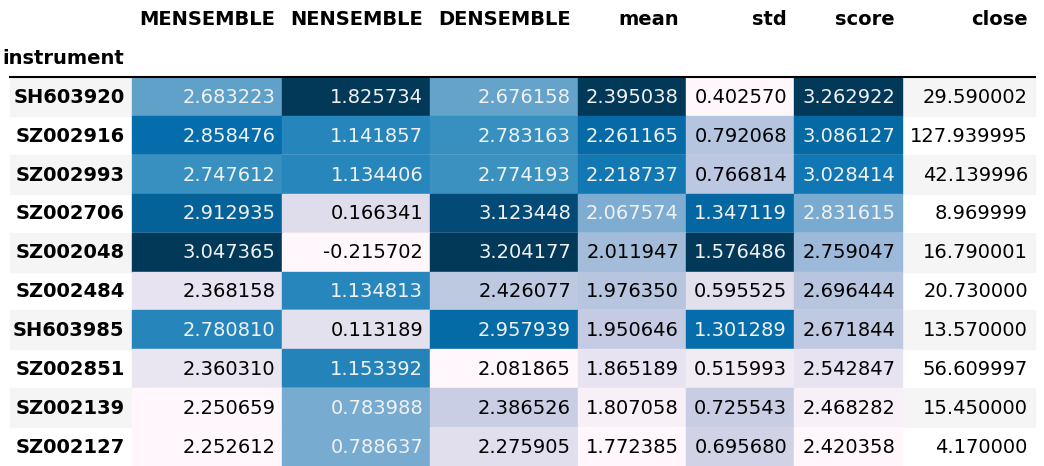 MENSEMBLE NENSEMBLE DENSEMBLE mean std score close
instrument
SH603920 2.683223 1.825734 2.676158 2.395038 0.402570 3.262922 29.590002
SZ002916 2.858476 1.141857 2.783163 2.261165 0.792068 3.086127 127.939995
SZ002993 2.747612 1.134406 2.774193 2.218737 0.766814 3.028414 42.139996
SZ002706 2.912935 0.166341 3.123448 2.067574 1.347119 2.831615 8.969999
SZ002048 3.047365 -0.215702 3.204177 2.011947 1.576486 2.759047 16.790001
SZ002484 2.368158 1.134813 2.426077 1.976350 0.595525 2.696444 20.730000
SH603985 2.780810 0.113189 2.957939 1.950646 1.301289 2.671844 13.570000
SZ002851 2.360310 1.153392 2.081865 1.865189 0.515993 2.542847 56.609997
SZ002139 2.250659 0.783988 2.386526 1.807058 0.725543 2.468282 15.450000
SZ002127 2.252612 0.788637 2.275905 1.772385 0.695680 2.420358 4.170000